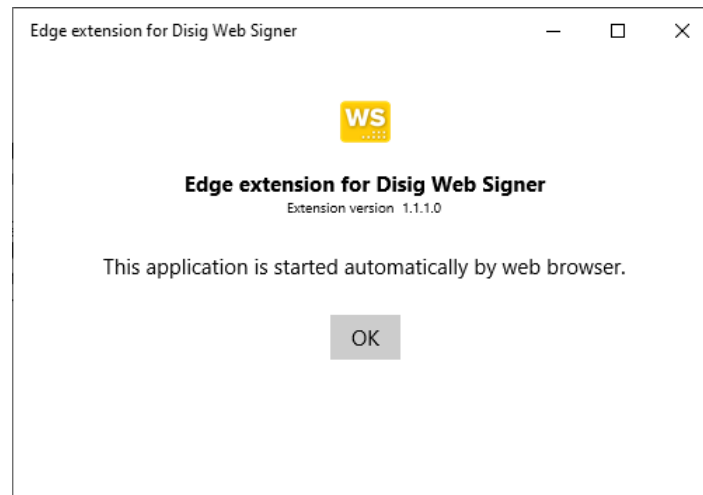 Edge extension for Disig Web Signer
WS
Edge extension for Disig Web Signer
Extension version 1.1.1.0
This application is started automatically by web browser.
OK